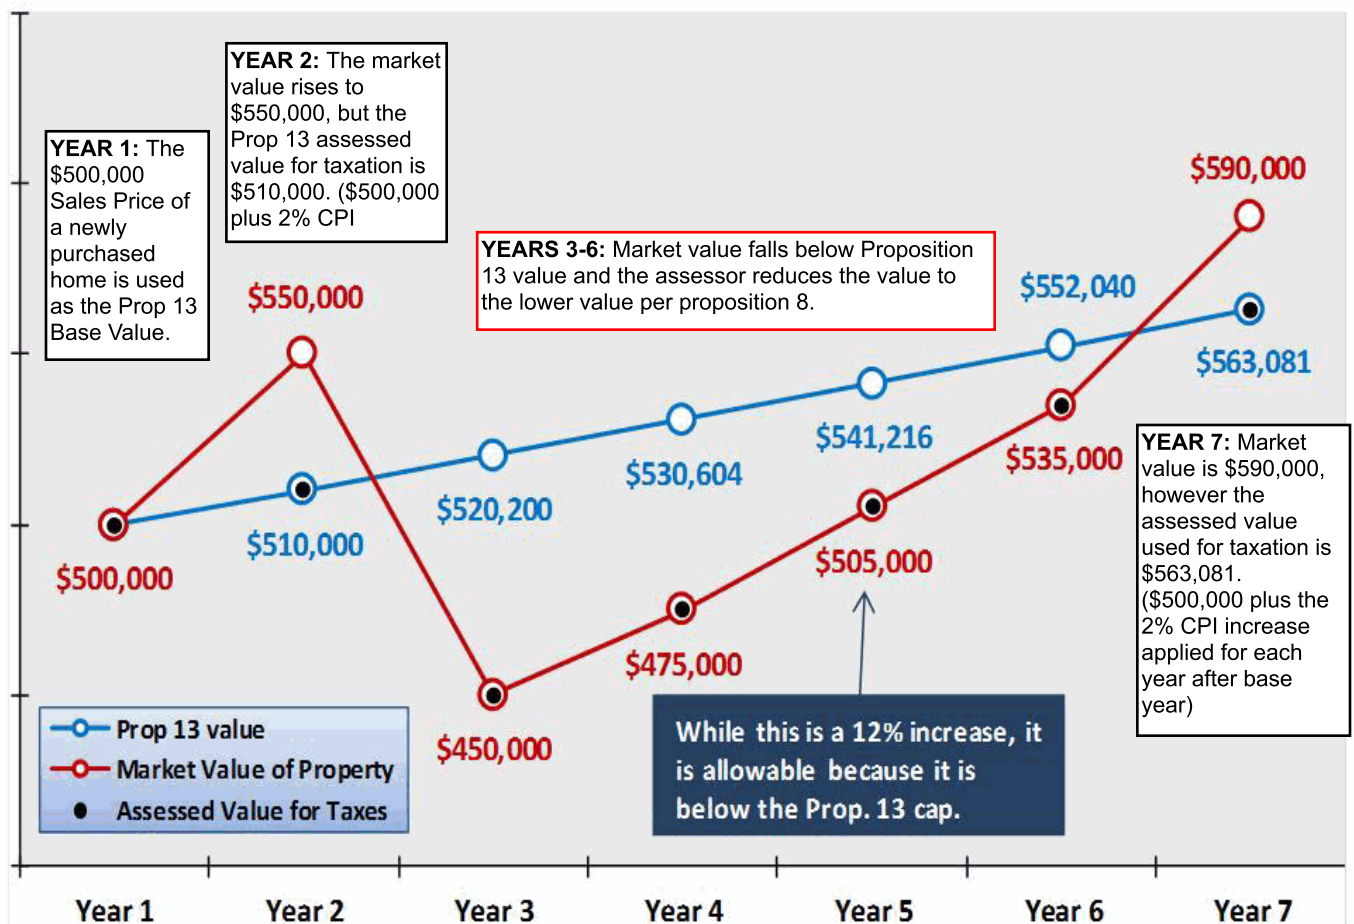 YEAR 1: The
$500,000
Sales Price of
a newly
purchased
home is used
as the Prop 13
Base Value.
YEAR 2: The market
value rises to
$550,000, but the
Prop 13 assessed
value for taxation is
$510,000. ($500,000
plus 2% CPI
YEARS 3-6: Market value falls below Proposition
13 value and the assessor reduces the value to
the lower value per proposition 8.
$590,000
$550,000
$552,040
$563,081
$541,216
$530,604
$535,000
$520,200
$510,000
$505,000
$500,000
$475,000
$450,000
YEAR 7: Market
value is $590,000,
however the
assessed value
used for taxation is
$563,081.
($500,000 plus the
2% CPI increase
applied for each
year after base
year)
While this is a 12% increase, it
is allowable because it is
below the Prop. 13 cap.
Prop 13 value
Market Value of Property
Assessed Value for Taxes
Year 1 Year 2 Year 3 Year 4 Year 5 Year 6 Year 7